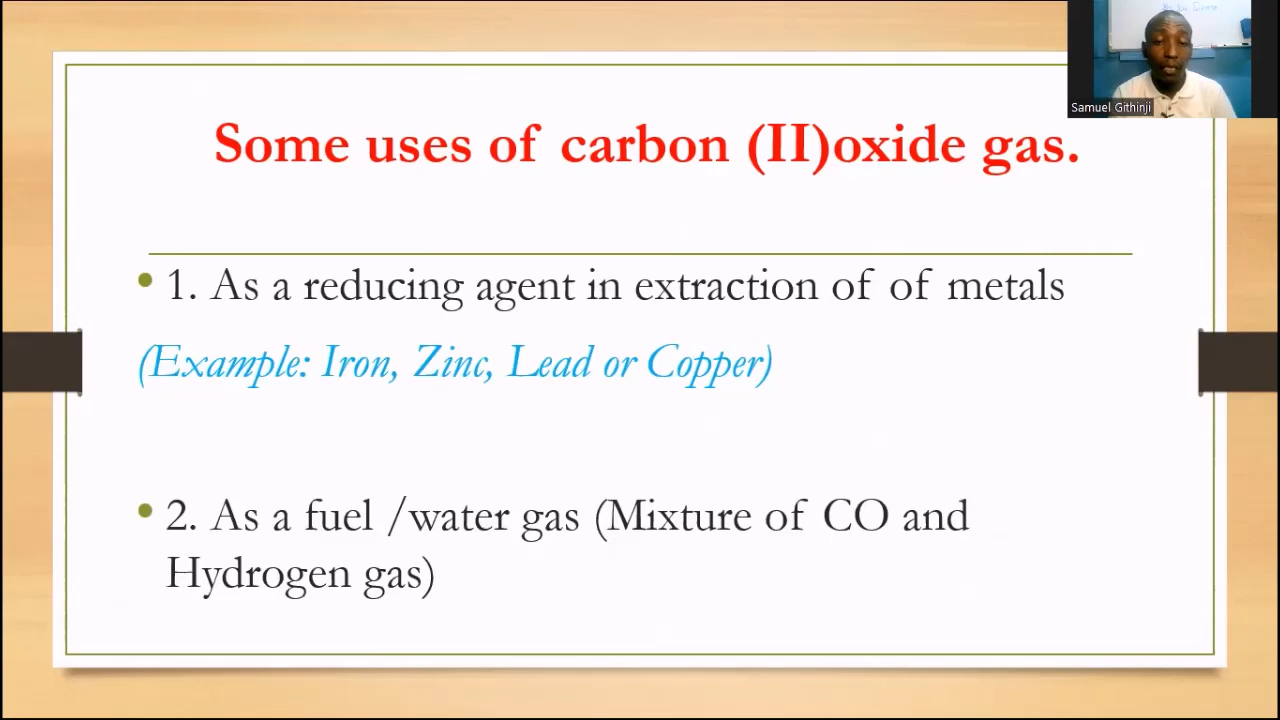 Samuel Githinji
Some uses of carbon (II)oxide gas.
• 1. As a reducing agent in extraction of of metals
(Example: Iron, Zinc, Lead or Copper)
• 2. As a fuel /water gas (Mixture of CO and
Hydrogen gas)